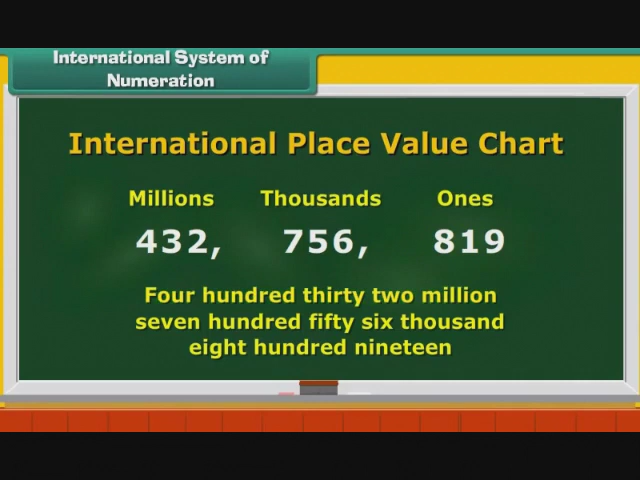 International System of
Numeration
International Place Value Chart
Millions Thousands Ones
432, 756, 819
Four hundred thirty two million
seven hundred fifty six thousand
eight hundred nineteen